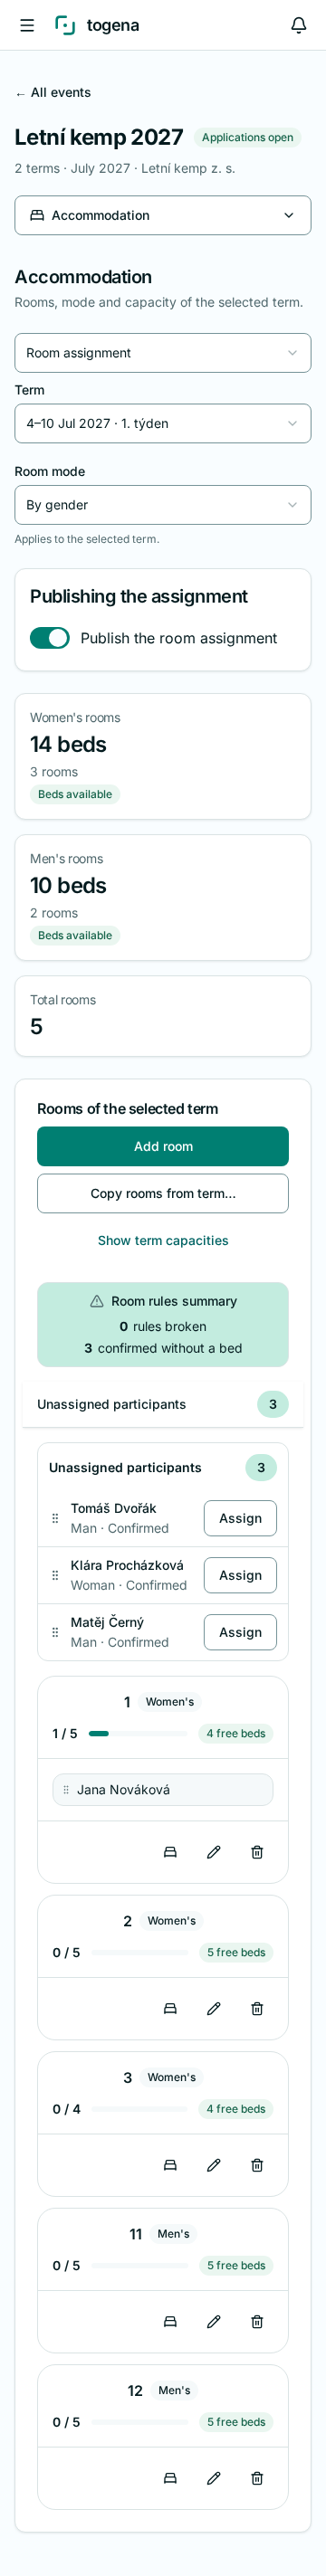 togena
← All events
Letní kemp 2027 Applications open
2 terms · July 2027 · Letní kemp z. s.
Accommodation
Accommodation
Rooms, mode and capacity of the selected term.
Room assignment
Term
4–10 Jul 2027 · 1. týden
Room mode
By gender
Applies to the selected term.
Publishing the assignment
Publish the room assignment
Women's rooms
14 beds
3 rooms
Beds available
Men's rooms
10 beds
2 rooms
Beds available
Total rooms
5
Rooms of the selected term
Add room
Copy rooms from term...
Show term capacities
Room rules summary
0 rules broken
3 confirmed without a bed
Unassigned participants 3
Unassigned participants 3
Tomáš Dvořák
Man · Confirmed
Assign
Klára Procházková
Woman · Confirmed
Assign
Matěj Černý
Man · Confirmed
Assign
1 Women's
1 / 5 4 free beds
Jana Nováková
2 Women's
0 / 5 5 free beds
3 Women's
0 / 4 4 free beds
11 Men's
0 / 5 5 free beds
12 Men's
0 / 5 5 free beds